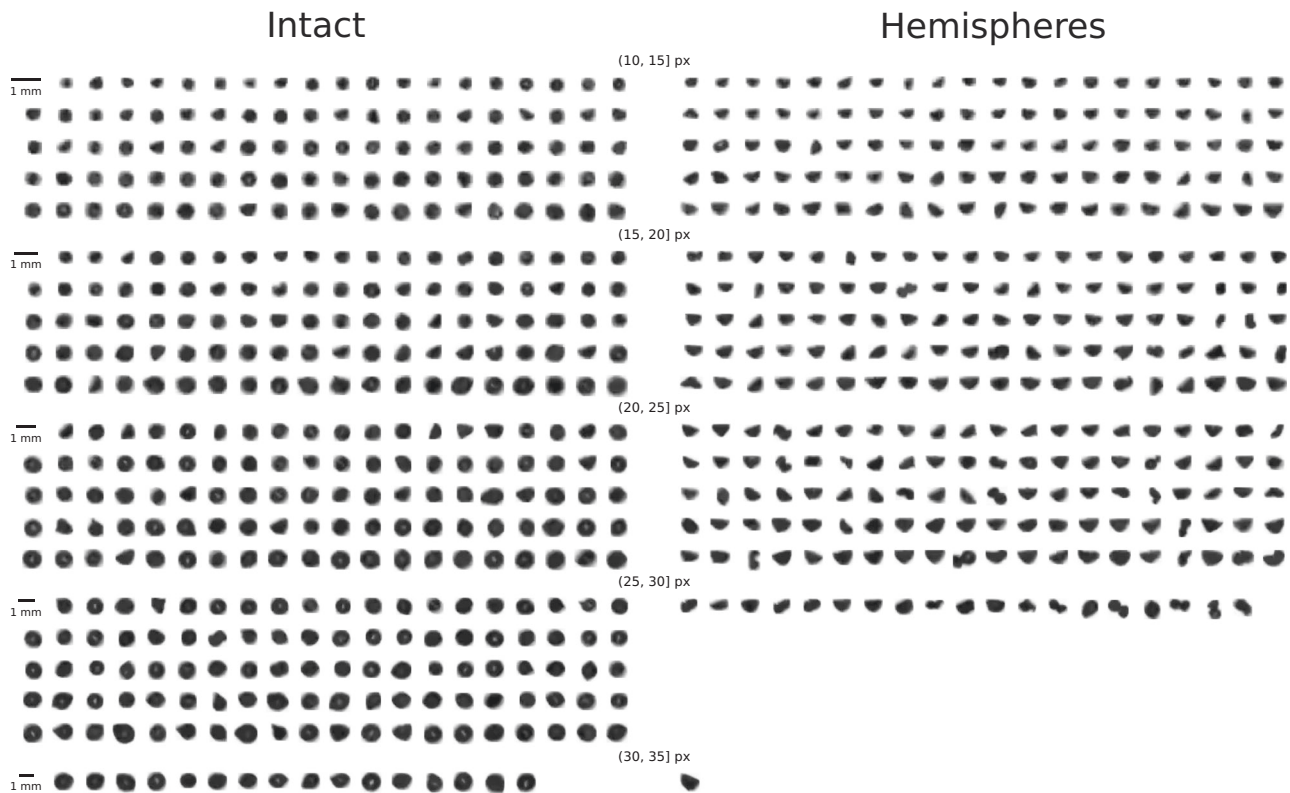 Intact Hemispheres
(10, 15] px
1 mm
(15, 20] px
1 mm
(20, 25] px
1 mm
(25, 30] px
1 mm
(30, 35] px
1 mm